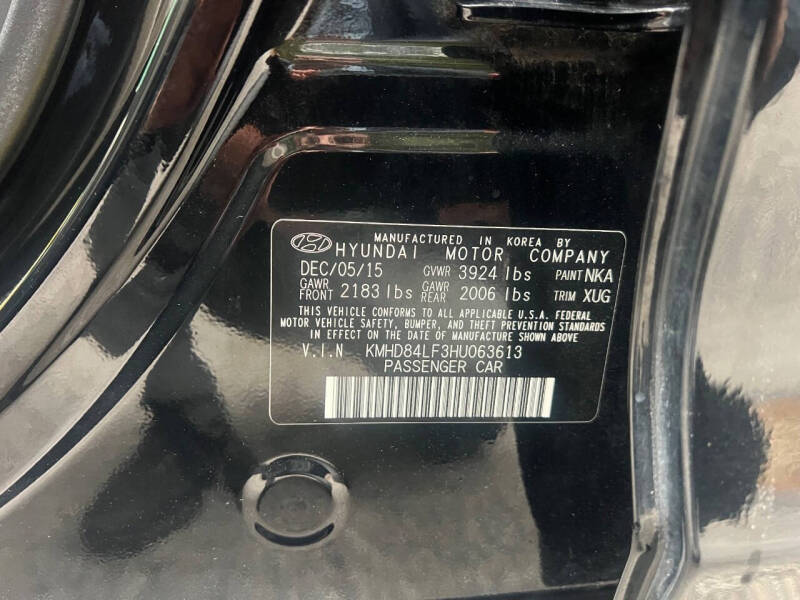 MANUFACTURED IN KOREA BY
HYUNDAI MOTOR COMPANY
DEC/05/15 GVWR 3924 lbs PAINT NKA
GAWR FRONT 2183 lbs GAWR REAR 2006 lbs TRIM XUG
THIS VEHICLE CONFORMS TO ALL APPLICABLE U.S.A. FEDERAL
MOTOR VEHICLE SAFETY, BUMPER, AND THEFT PREVENTION STANDARDS
IN EFFECT ON THE DATE OF MANUFACTURE SHOWN ABOVE.
V.I.N KMHD84LF3HU063613
PASSENGER CAR